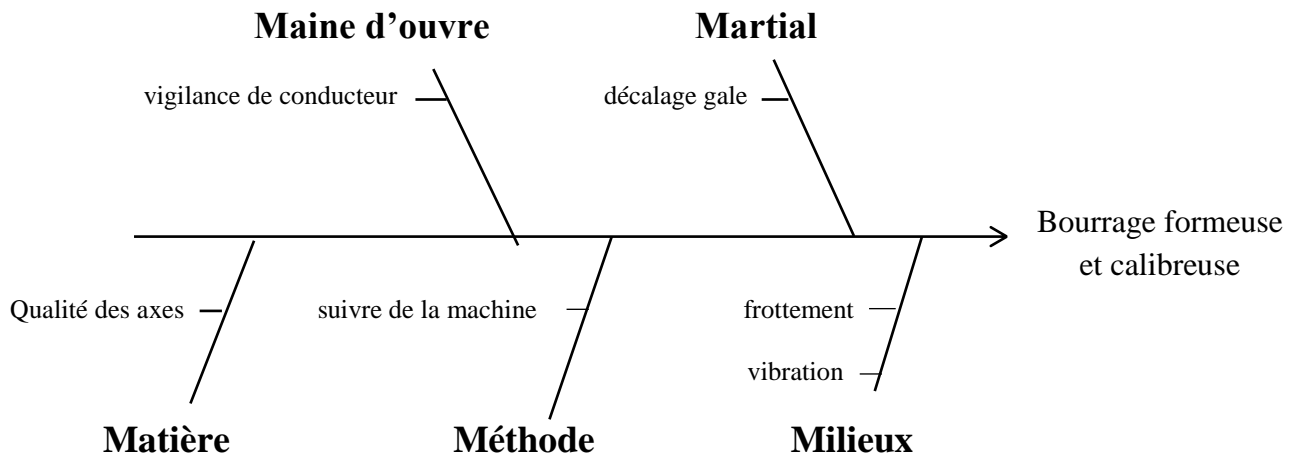 Maine d’ouvre
Martial
vigilance de conducteur
décalage gale
Bourrage formeuse
et calibreuse
Qualité des axes
suivre de la machine
frottement
vibration
Matière
Méthode
Milieux